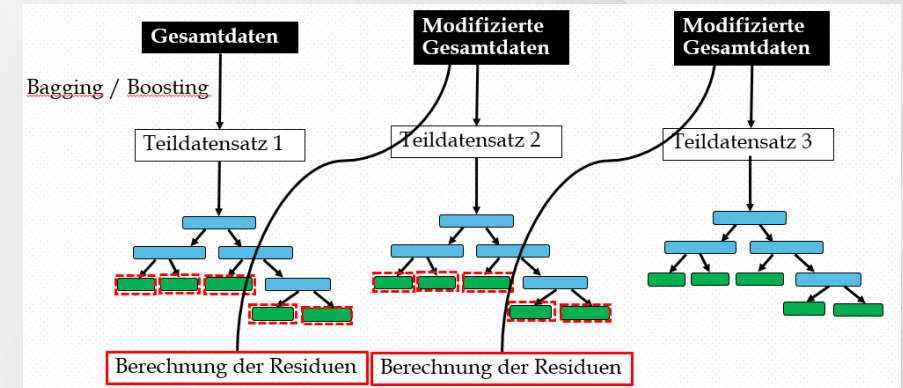 Gesamtdaten
Modifizierte
Gesamtdaten
Modifizierte
Gesamtdaten
Bagging / Boosting
Teildatensatz 1
Teildatensatz 2
Teildatensatz 3
Berechnung der Residuen
Berechnung der Residuen